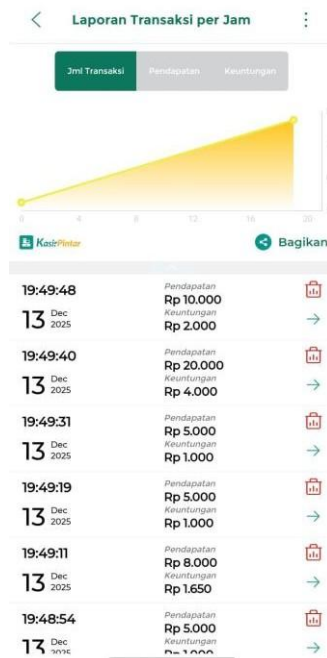 Laporan Transaksi per Jam
Jml Transaksi Pendapatan Keuntungan
0 4 8 12 16 20
KasirPintar Bagikan
19:49:48
13 Dec 2025
Pendapatan
Rp 10.000
Keuntungan
Rp 2.000
19:49:40
13 Dec 2025
Pendapatan
Rp 20.000
Keuntungan
Rp 4.000
19:49:31
13 Dec 2025
Pendapatan
Rp 5.000
Keuntungan
Rp 1.000
19:49:19
13 Dec 2025
Pendapatan
Rp 5.000
Keuntungan
Rp 1.000
19:49:11
13 Dec 2025
Pendapatan
Rp 8.000
Keuntungan
Rp 1.650
19:48:54
13 Dec 2025
Pendapatan
Rp 5.000
Keuntungan
Rp 1.000